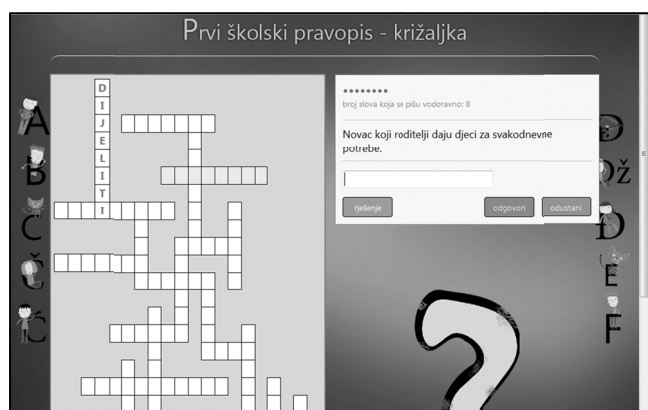 Prvi školski pravopis - križaljka
D
I
J
E
L
I
T
I
broj slova koja se pišu vodoravno: 8
Novac koji roditelji daju djeci za svakodnevne
potrebe.
rješenje
odgovori
odustani
A
B
C
Č
Ć
D
Dž
Đ
E
F